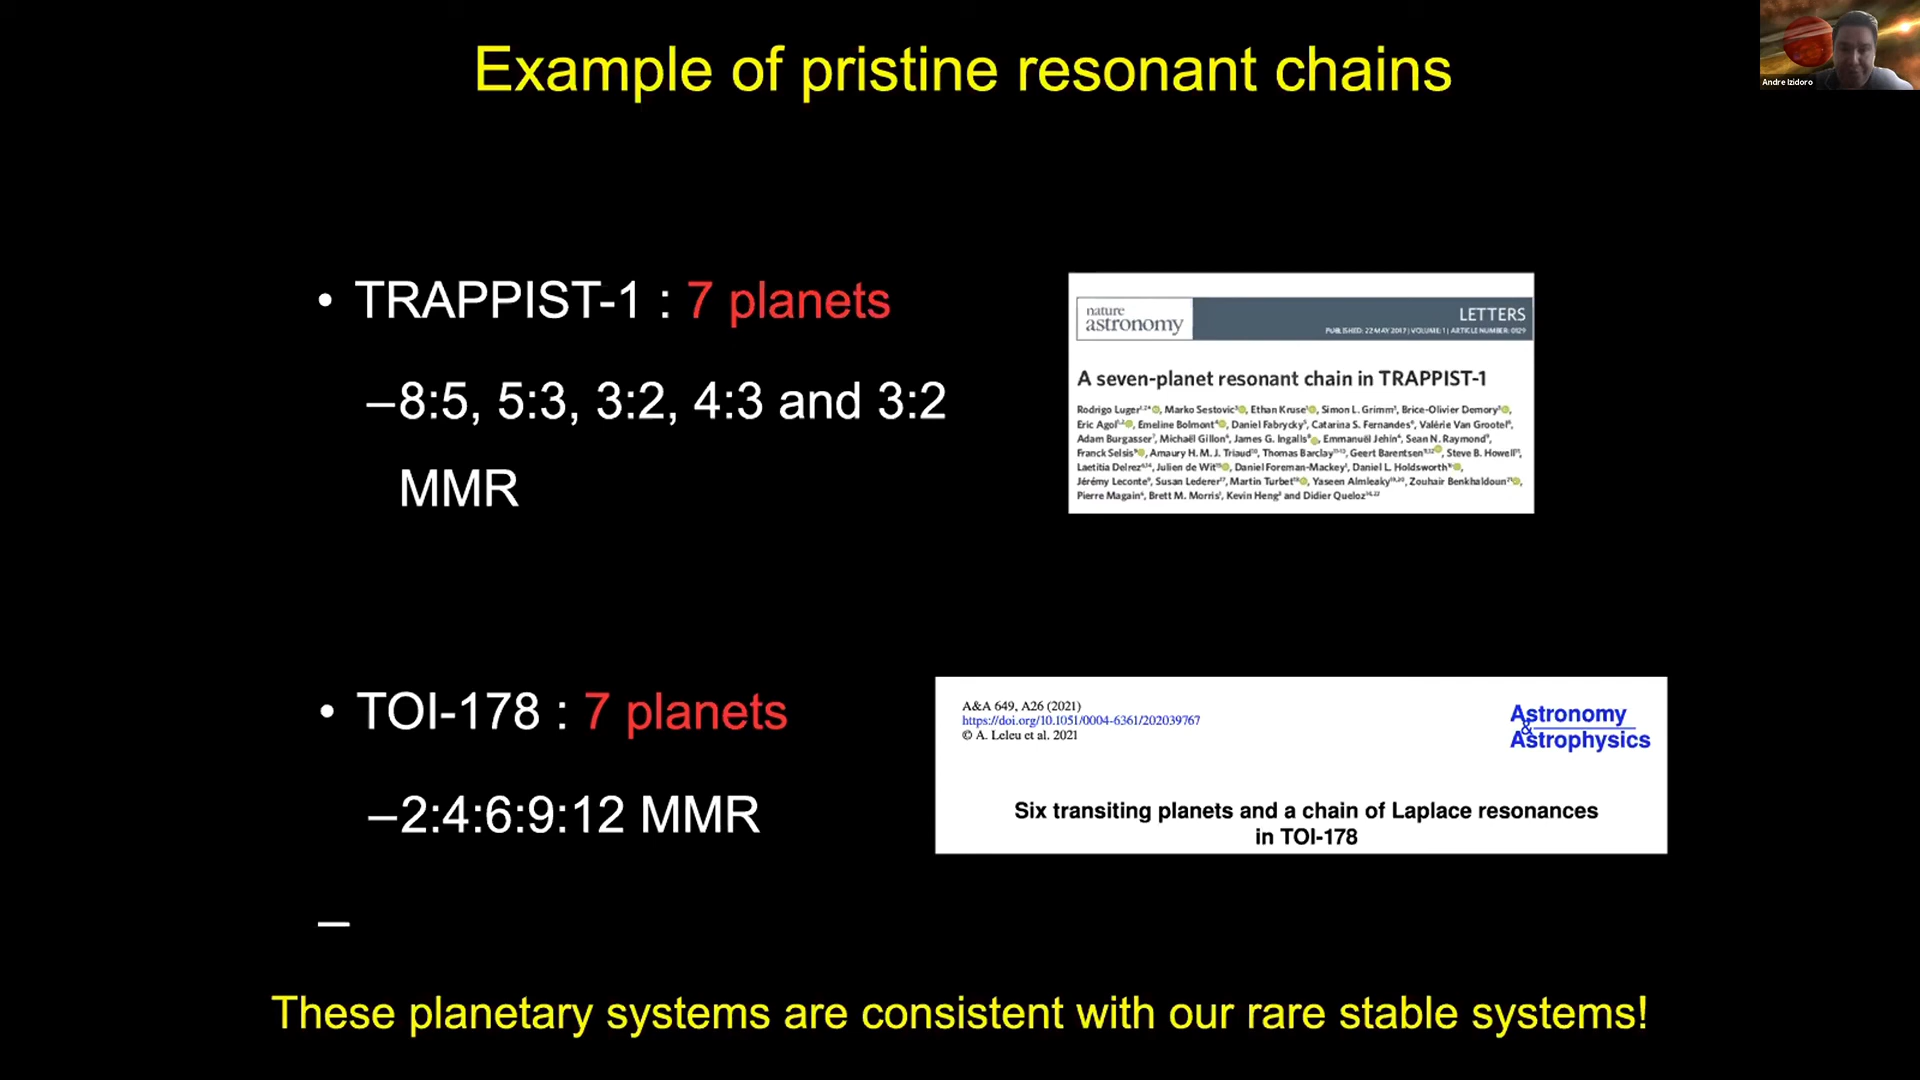 Example of pristine resonant chains
Andre Izidoro
• TRAPPIST-1 : 7 planets
–8:5, 5:3, 3:2, 4:3 and 3:2
MMR
nature
astronomy
LETTERS
PUBLISHED: 22 MAY 2017 | VOLUME: 1 | ARTICLE NUMBER: 0129
A seven-planet resonant chain in TRAPPIST-1
Rodrigo Luger, Marko Sestovic, Ethan Kruse, Simon L. Grimm, Brice-Olivier Demory,
Eric Agol, Emeline Bolmont, Daniel Fabrycky, Catarina S. Fernandes, Valérie Van Grootel,
Adam Burgasser, Michaël Gillon, James G. Ingalls, Emmanuël Jehin, Sean N. Raymond,
Franck Selsis, Amaury H. M. J. Triaud, Thomas Barclay, Geert Barentsen, Steve B. Howell,
Laetitia Delrez, Julien de Wit, Daniel Foreman-Mackey, Daniel L. Holdsworth,
Jérémy Leconte, Susan Lederer, Martin Turbet, Yaseen Almleaky, Zouhair Benkhaldoun,
Pierre Magain, Brett M. Morris, Kevin Heng and Didier Queloz
• TOI-178 : 7 planets
–2:4:6:9:12 MMR
–
A&A 649, A26 (2021)
https://doi.org/10.1051/0004-6361/202039767
© A. Leleu et al. 2021
Astronomy
&
Astrophysics
Six transiting planets and a chain of Laplace resonances
in TOI-178
These planetary systems are consistent with our rare stable systems!